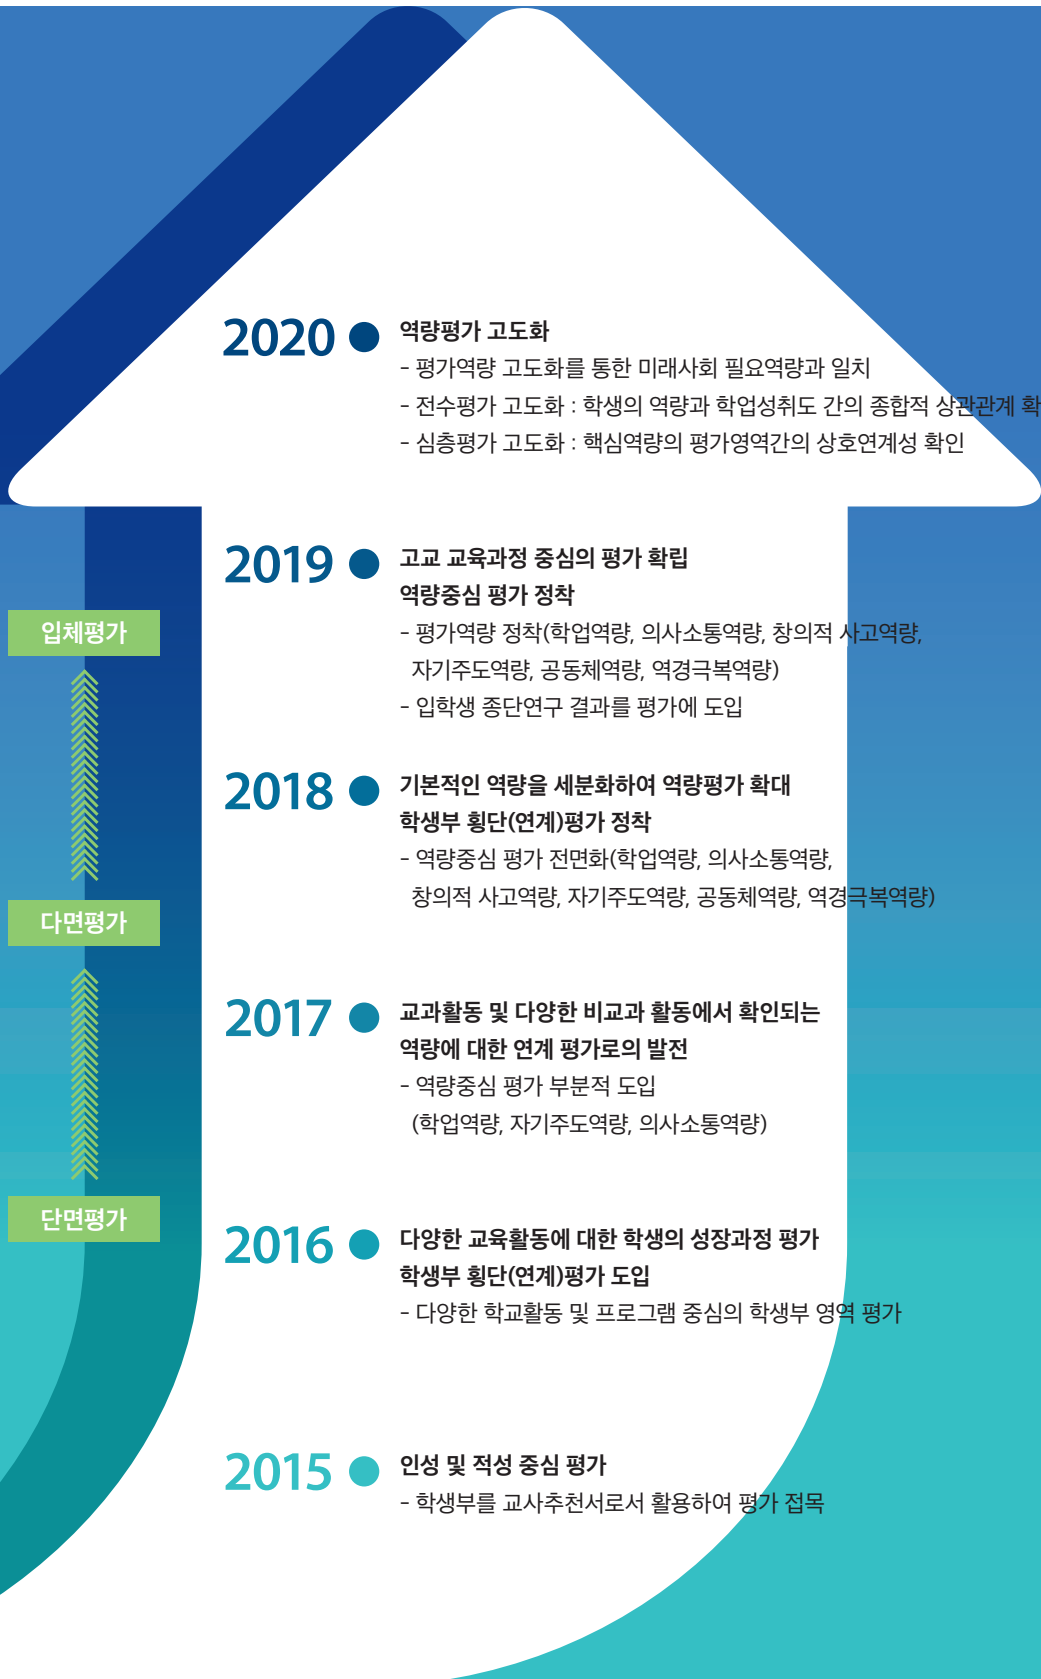 2020
역량평가 고도화
- 평가역량 고도화를 통한 미래사회 필요역량과 일치
- 전수평가 고도화 : 학생의 역량과 학업성취도 간의 종합적 상관관계 확
- 심층평가 고도화 : 핵심역량의 평가영역간의 상호연계성 확인
2019
고교 교육과정 중심의 평가 확립
역량중심 평가 정착
- 평가역량 정착(학업역량, 의사소통역량, 창의적 사고역량,
자기주도역량, 공동체역량, 역경극복역량)
- 입학생 종단연구 결과를 평가에 도입
2018
기본적인 역량을 세분화하여 역량평가 확대
학생부 횡단(연계)평가 정착
- 역량중심 평가 전면화(학업역량, 의사소통역량,
창의적 사고역량, 자기주도역량, 공동체역량, 역경극복역량)
2017
교과활동 및 다양한 비교과 활동에서 확인되는
역량에 대한 연계 평가로의 발전
- 역량중심 평가 부분적 도입
(학업역량, 자기주도역량, 의사소통역량)
2016
다양한 교육활동에 대한 학생의 성장과정 평가
학생부 횡단(연계)평가 도입
- 다양한 학교활동 및 프로그램 중심의 학생부 영역 평가
2015
인성 및 적성 중심 평가
- 학생부를 교사추천서로서 활용하여 평가 접목
입체평가
다면평가
단면평가